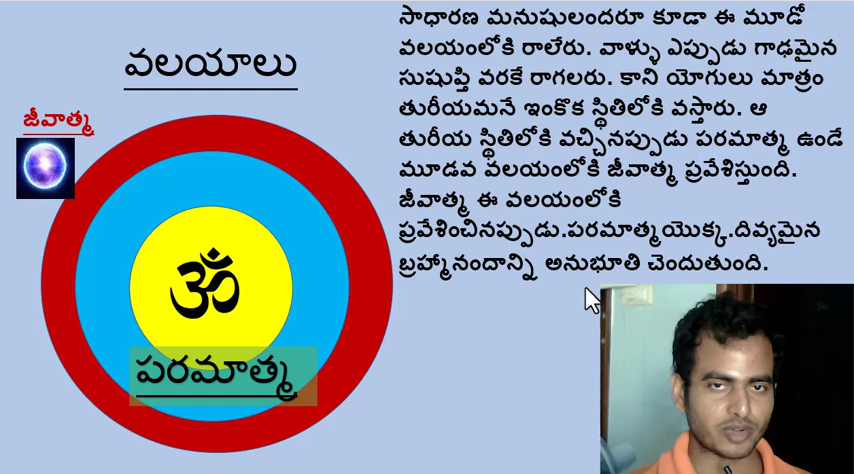 వలయాలు
జీవాత్మ
ॐ
పరమాత్మ
సాధారణ మనుషులందరూ కూడా ఈ మూడో
వలయంలోకి రాలేరు. వాళ్ళు ఎప్పుడు గాఢమైన
సుషుప్తి వరకే రాగలరు. కాని యోగులు మాత్రం
తురీయమనే ఇంకొక స్థితిలోకి వస్తారు. ఆ
తురీయ స్థితిలోకి వచ్చినప్పుడు పరమాత్మ ఉండే
మూడవ వలయంలోకి జీవాత్మ ప్రవేశిస్తుంది.
జీవాత్మ ఈ వలయంలోకి
ప్రవేశించినప్పుడు.పరమాత్మయొక్క.దివ్యమైన
బ్రహ్మానందాన్ని అనుభూతి చెందుతుంది.